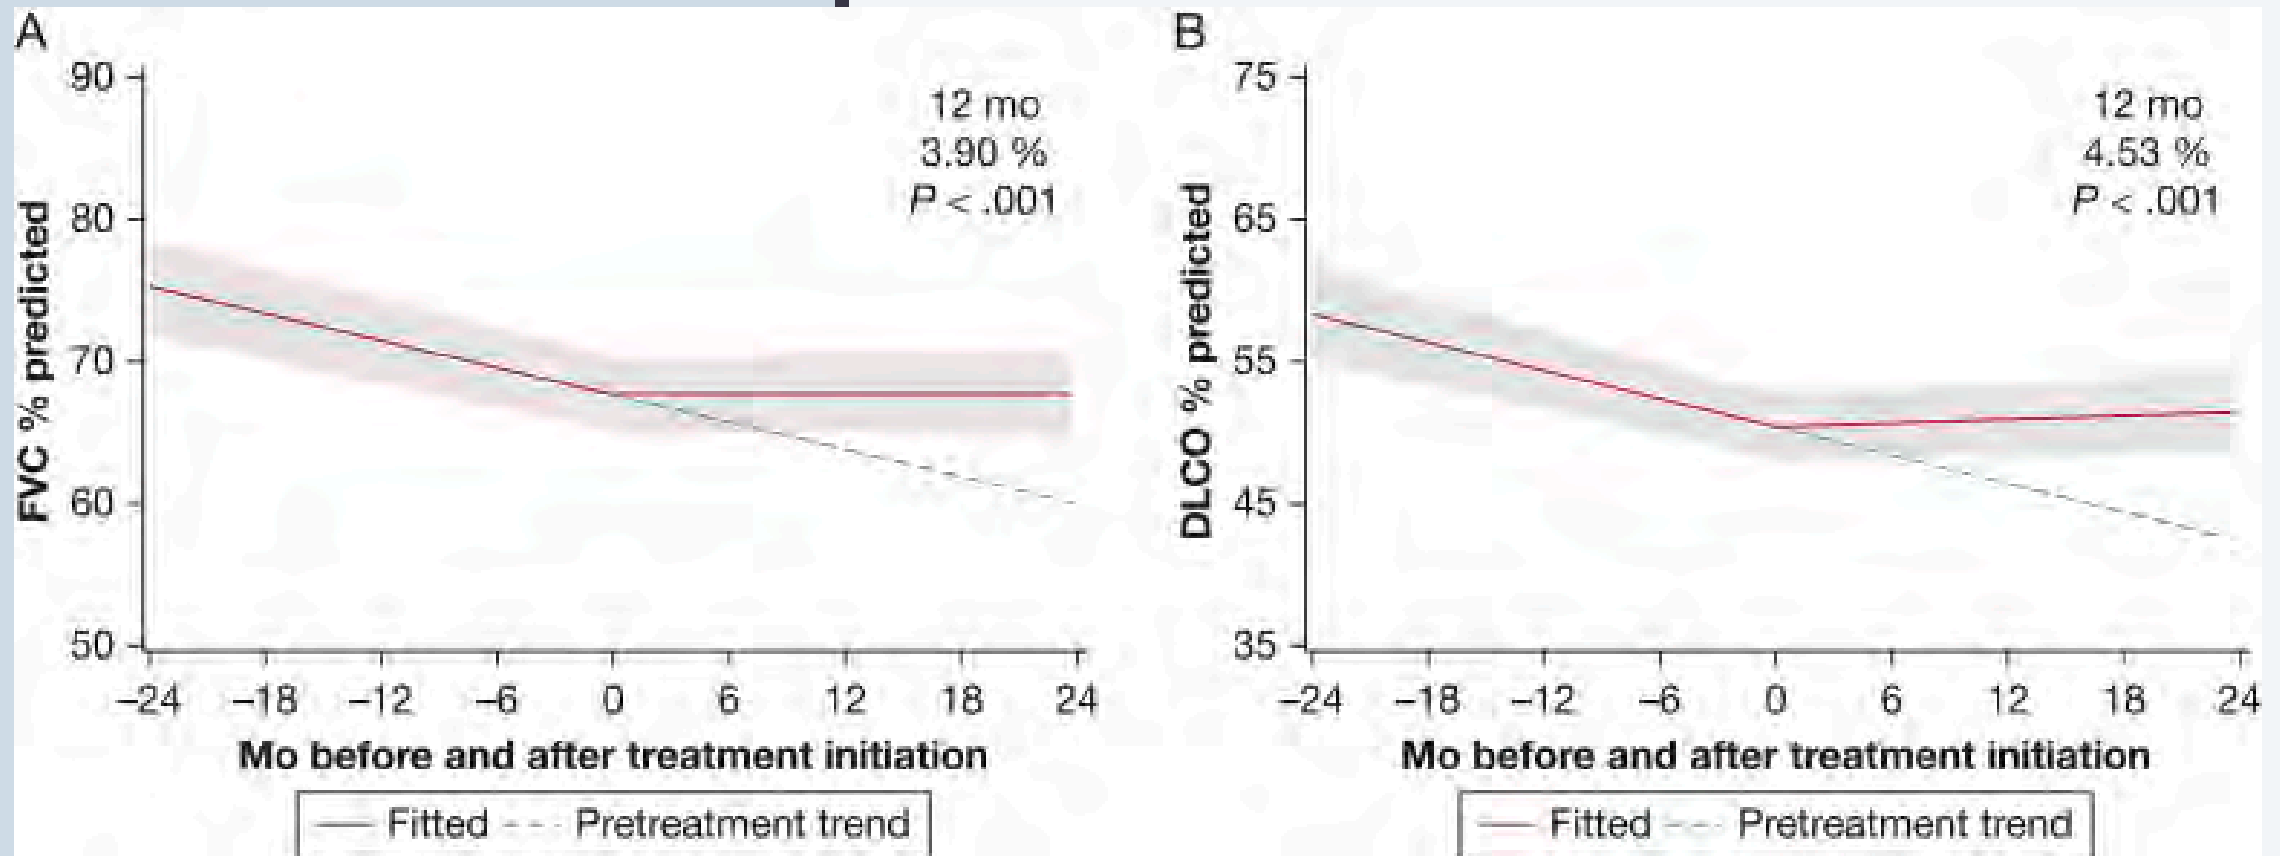 A
90
80
70
60
50
FVC % predicted
12 mo
3.90 %
P < .001
–24 –18 –12 –6 0 6 12 18 24
Mo before and after treatment initiation
Fitted Pretreatment trend
B
75
65
55
45
35
DLCO % predicted
12 mo
4.53 %
P < .001
–24 –18 –12 –6 0 6 12 18 24
Mo before and after treatment initiation
Fitted Pretreatment trend